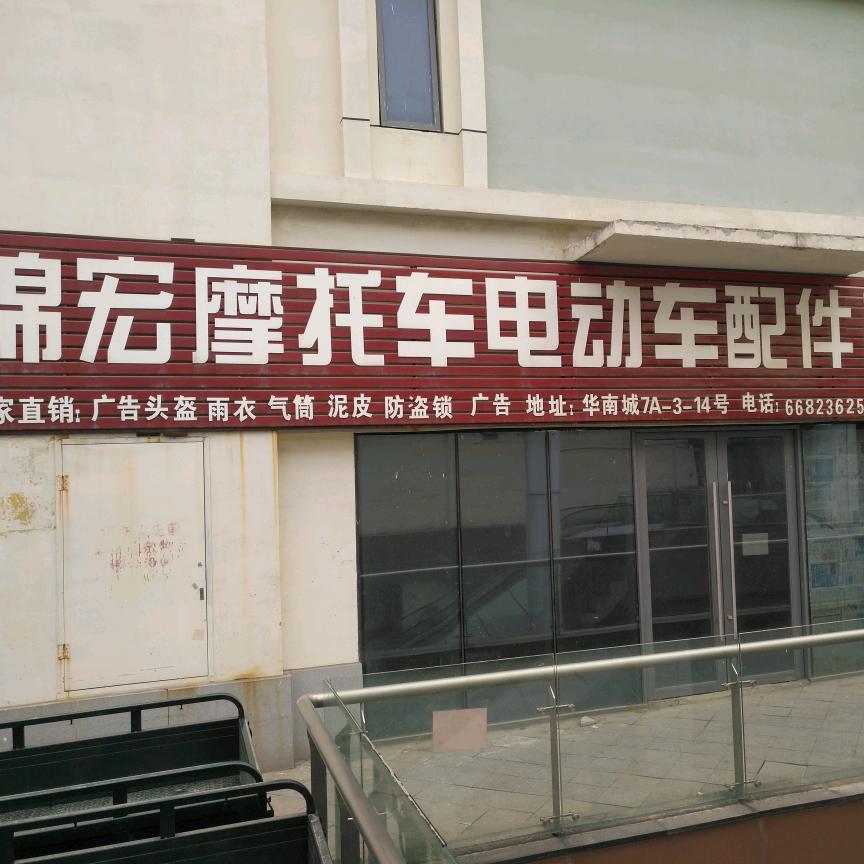 锦宏摩托车电动车配件
家直销:广告头盔 雨衣 气筒 泥皮 防盗锁 广告 地址:华南城7A-3-14号 电话:66823625